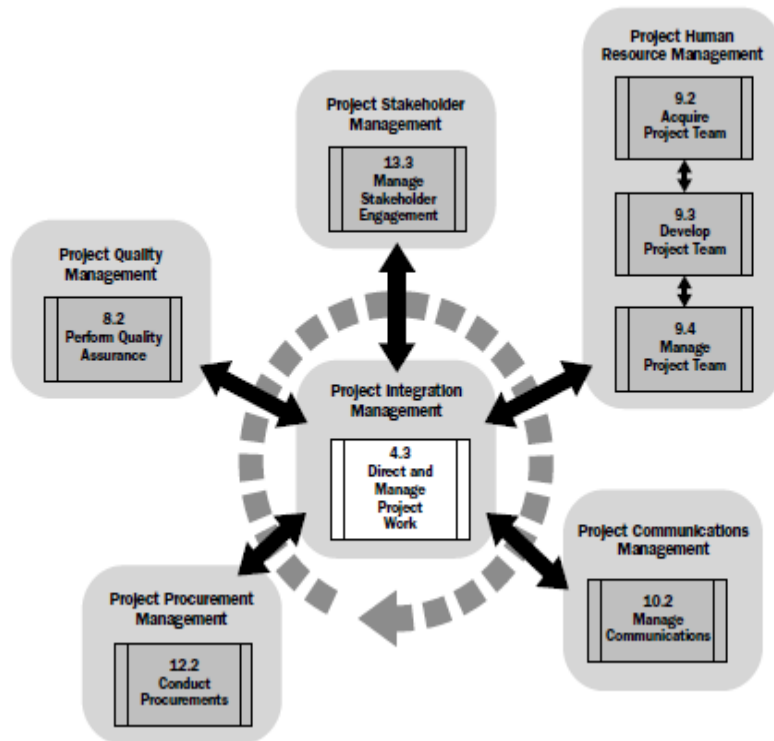 Project Human
Resource Management
9.2
Acquire
Project Team
9.3
Develop
Project Team
9.4
Manage
Project Team
Project Stakeholder
Management
13.3
Manage
Stakeholder
Engagement
Project Quality
Management
8.2
Perform Quality
Assurance
Project Integration
Management
4.3
Direct and
Manage
Project
Work
Project Communications
Management
10.2
Manage
Communications
Project Procurement
Management
12.2
Conduct
Procurements